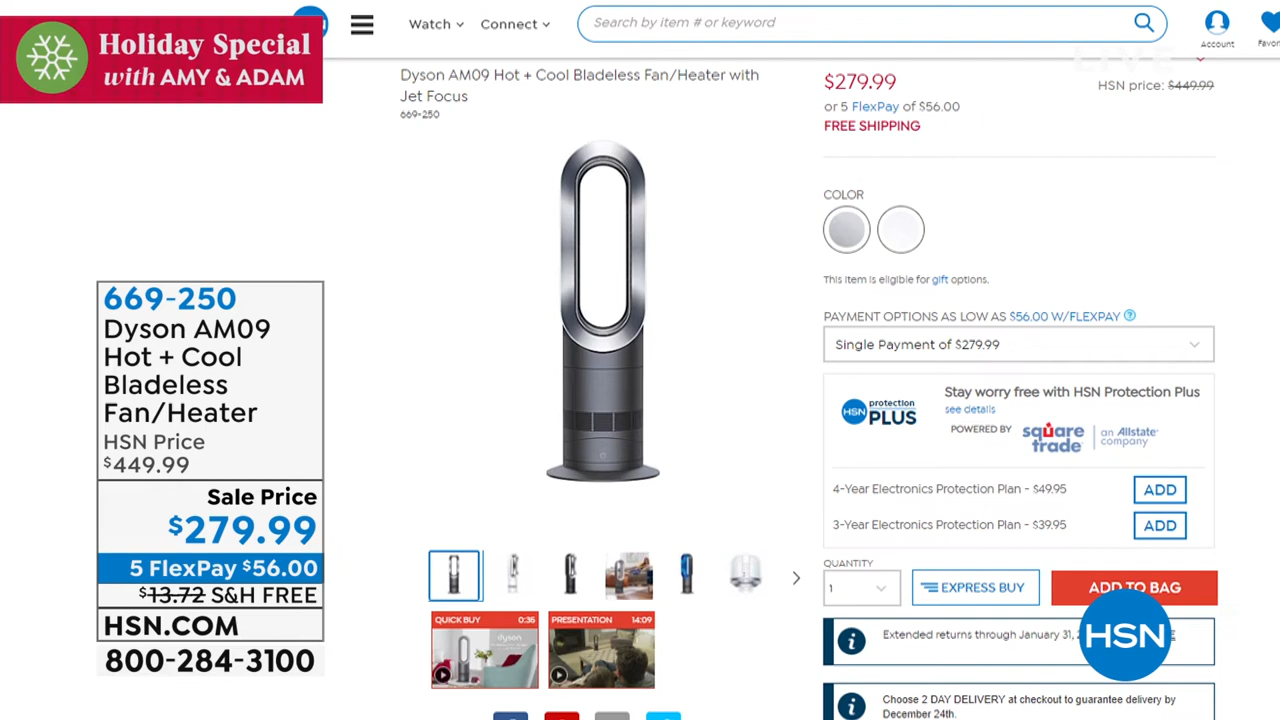 Holiday Special
with AMY & ADAM
Watch
Connect
Search by item # or keyword
Account
LIVE
Dyson AM09 Hot + Cool Bladeless Fan/Heater with
Jet Focus
669-250
$279.99
HSN price: $449.99
or 5 FlexPay of $56.00
FREE SHIPPING
COLOR
This item is eligible for gift options.
PAYMENT OPTIONS AS LOW AS $56.00 W/FLEXPAY ?
Single Payment of $279.99
HSN protection PLUS
Stay worry free with HSN Protection Plus
see details
POWERED BY square trade | an Allstate company
4-Year Electronics Protection Plan - $49.95 ADD
3-Year Electronics Protection Plan - $39.95 ADD
QUANTITY
1
EXPRESS BUY
ADD TO BAG
Extended returns through January 31,
HSN
Choose 2 DAY DELIVERY at checkout to guarantee delivery by
December 24th.
QUICK BUY 0:36
dyson
PRESENTATION 14:09
669-250
Dyson AM09
Hot + Cool
Bladeless
Fan/Heater
HSN Price
$449.99
Sale Price
$279.99
5 FlexPay $56.00
$13.72 S&H FREE
HSN.COM
800-284-3100